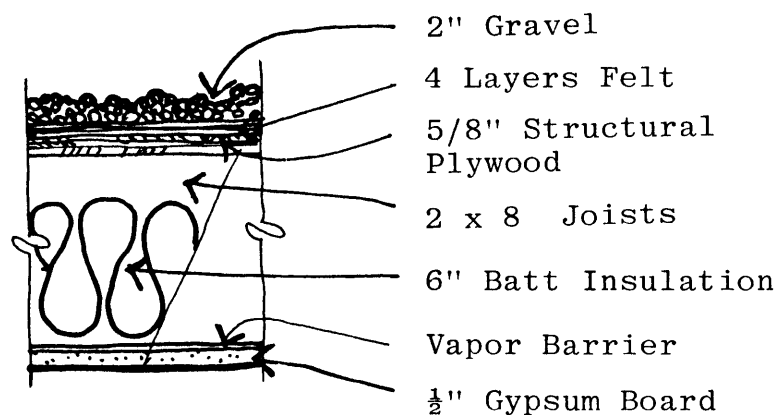 2" Gravel
4 Layers Felt
5/8" Structural
Plywood
2 x 8 Joists
6" Batt Insulation
Vapor Barrier
½" Gypsum Board